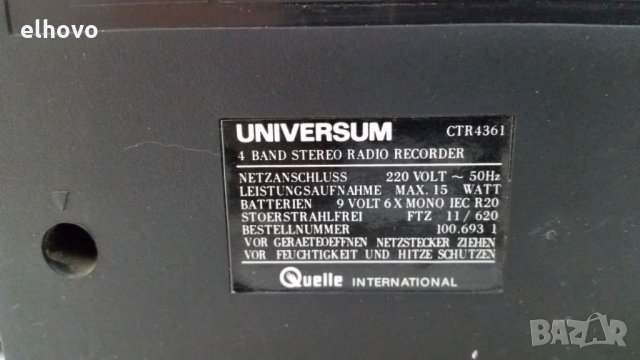 elhovo
UNIVERSUM CTR4361
4 BAND STEREO RADIO RECORDER
NETZANSCHLUSS 220 VOLT ~ 50Hz
LEISTUNGSAUFNAHME MAX. 15 WATT
BATTERIEN 9 VOLT 6 X MONO IEC R20
STOERSTRAHLFREI FTZ 11/620
BESTELLNUMMER 100.693 1
VOR GERAETEOEFFNEN NETZSTECKER ZIEHEN
VOR FEUCHTIGKEIT UND HITZE SCHUTZEN
Quelle INTERNATIONAL
BAZAR